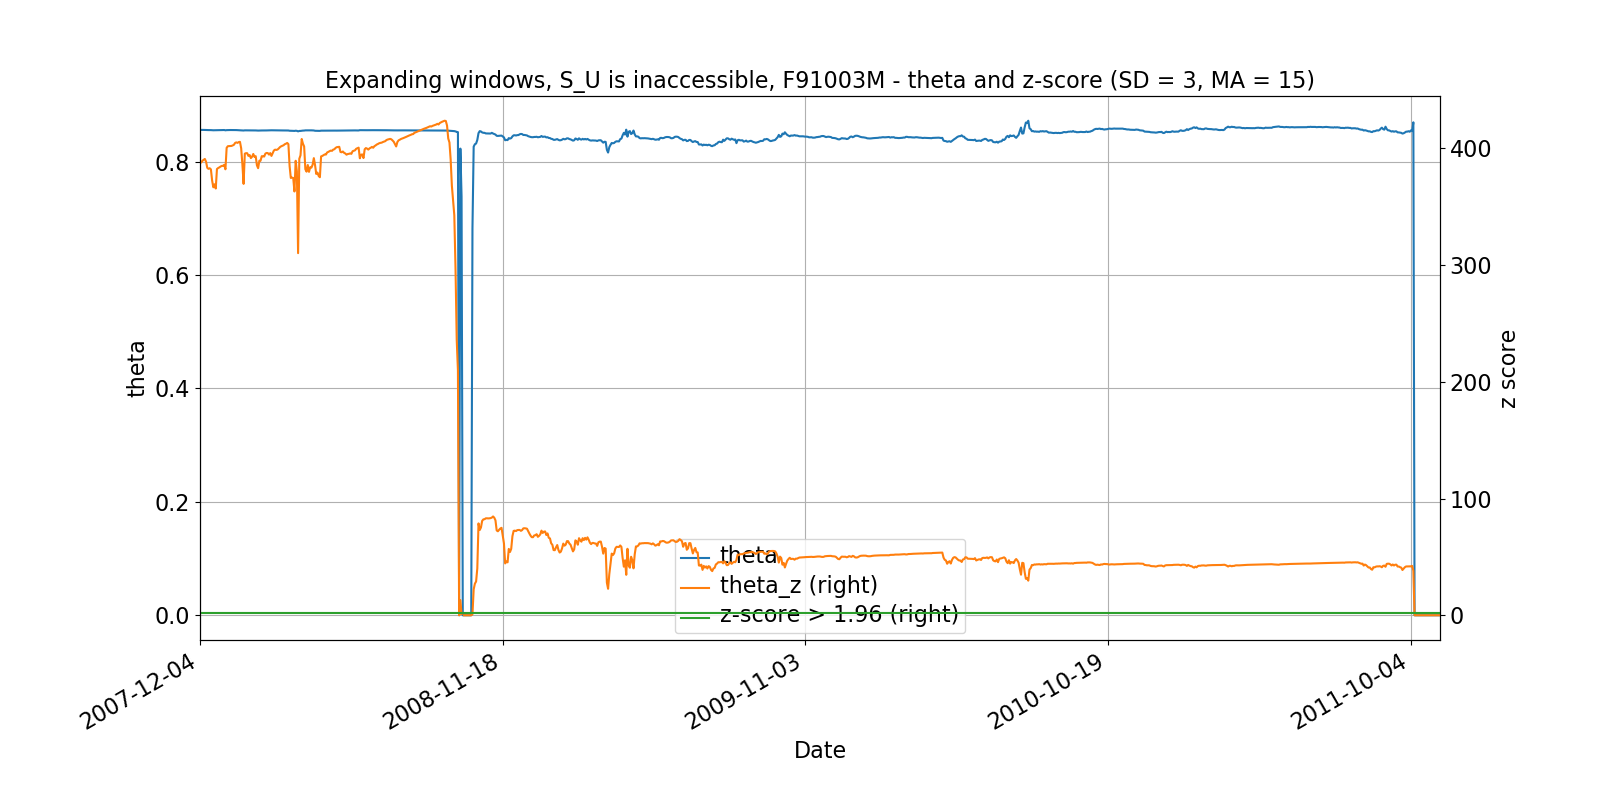 Expanding windows, S_U is inaccessible, F91003M - theta and z-score (SD = 3, MA = 15)
0.8
0.6
0.4
0.2
0.0
theta
400
300
200
100
0
z score
theta
theta_z (right)
z-score > 1.96 (right)
2007-12-04
2008-11-18
2009-11-03
2010-10-19
2011-10-04
Date